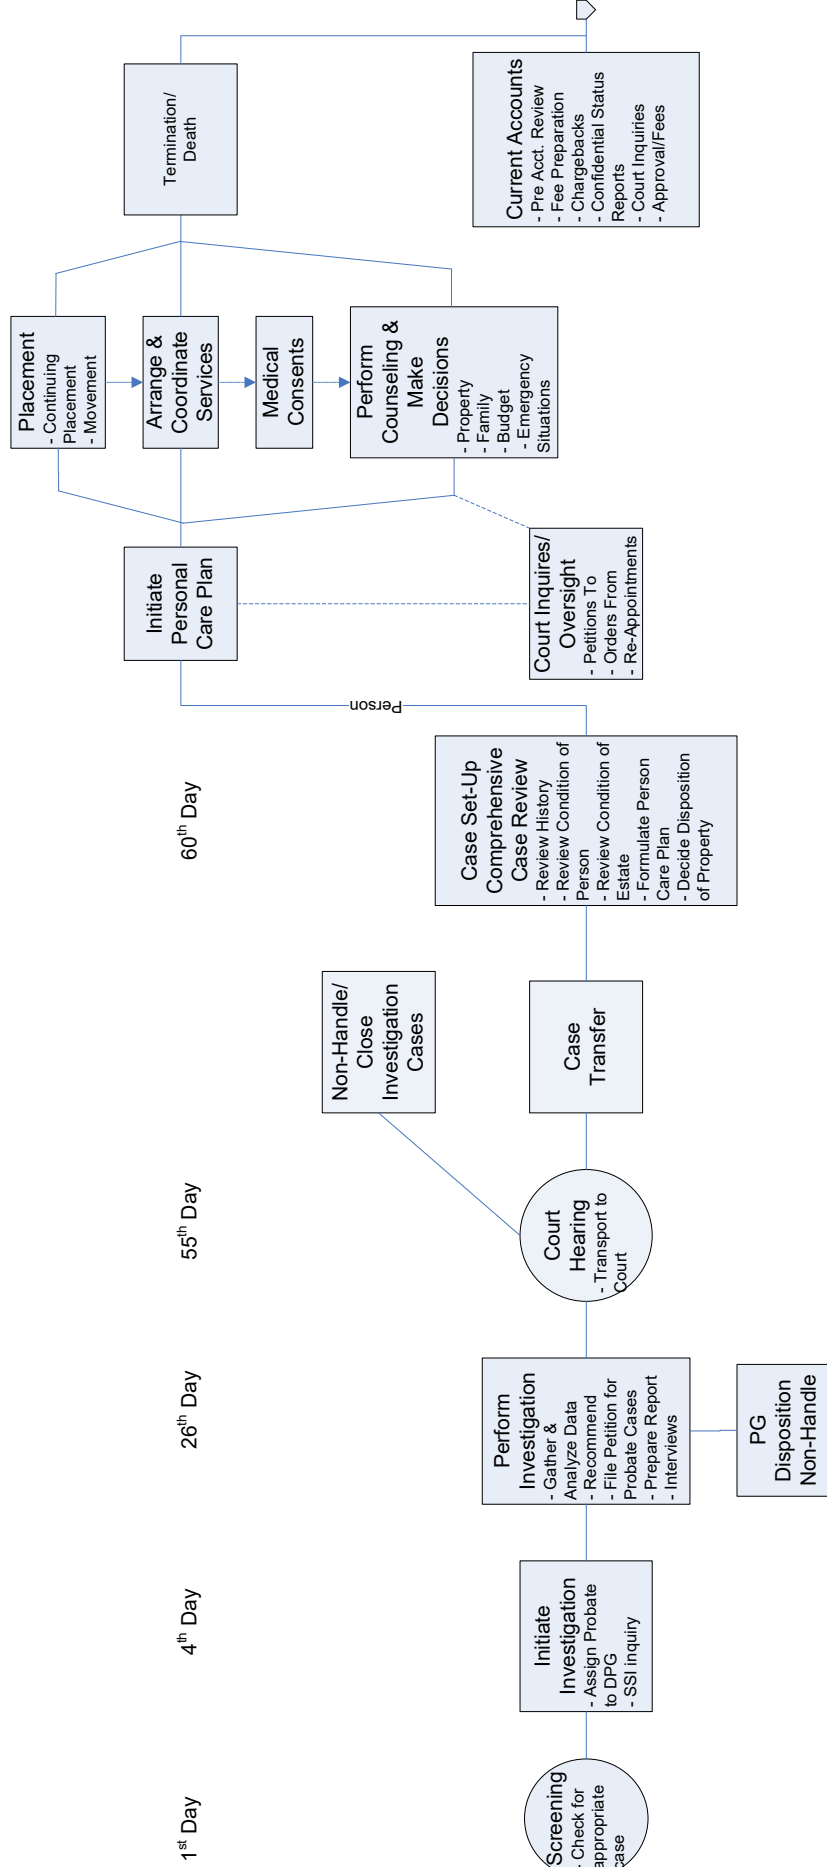 1st Day
4th Day
26th Day
55th Day
60th Day
Screening
- Check for
appropriate
case
Initiate
Investigation
- Assign Probate
to DPG
- SSI inquiry
Perform
Investigation
- Gather &
Analyze Data
- Recommend
- File Petition for
Probate Cases
- Prepare Report
- Interviews
PG
Disposition
Non-Handle
Court
Hearing
- Transport to
Court
Non-Handle/
Close
Investigation
Cases
Case
Transfer
Case Set-Up
Comprehensive
Case Review
- Review History
- Review Condition of
Person
- Review Condition of
Estate
- Formulate Person
Care Plan
- Decide Disposition
of Property
Person
Initiate
Personal
Care Plan
Court Inquires/
Oversight
- Petitions To
- Orders From
- Re-Appointments
Placement
- Continuing
Placement
- Movement
Arrange &
Coordinate
Services
Medical
Consents
Perform
Counseling &
Make
Decisions
- Property
- Family
- Budget
- Emergency
Situations
Termination/
Death
Current Accounts
- Pre Acct. Review
- Fee Preparation
- Chargebacks
- Confidential Status
Reports
- Court Inquiries
- Approval/Fees